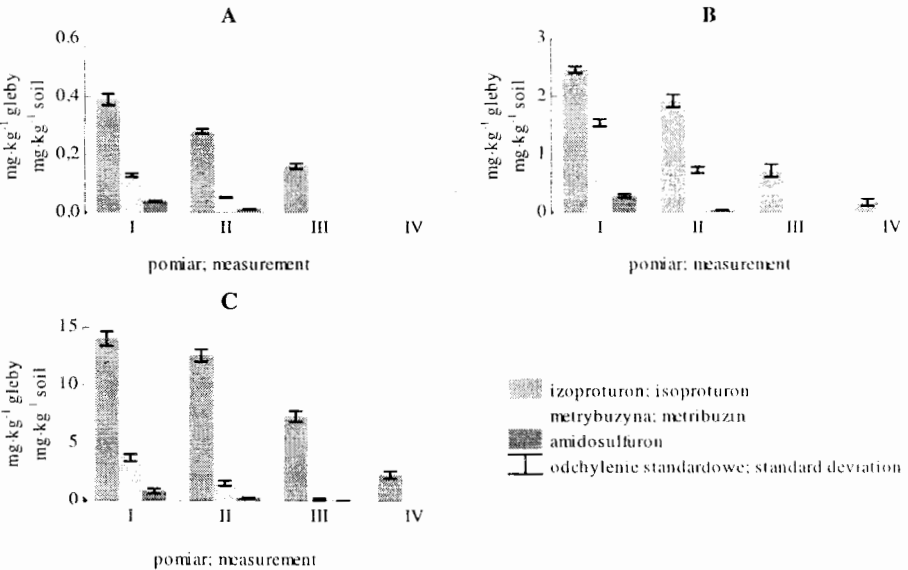 A
0.6
0.4
0.2
0.0
mg·kg⁻¹ gleby
mg·kg⁻¹ soil
I II III IV
pomiar; measurement
B
3
2
1
0
mg·kg⁻¹ gleby
mg·kg⁻¹ soil
I II III IV
pomiar; measurement
C
15
10
5
0
mg·kg⁻¹ gleby
mg·kg⁻¹ soil
I II III IV
pomiar; measurement
izoproturon; isoproturon
metrybuzyna; metribuzin
amidosulfuron
odchylenie standardowe; standard deviation